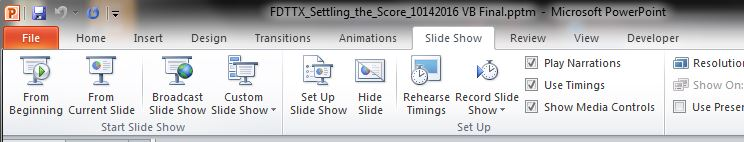 FDTTX_Settling_the_Score_10142016 VB Final.pptm - Microsoft PowerPoint
File Home Insert Design Transitions Animations Slide Show Review View Developer
From Beginning
From Current Slide
Broadcast Slide Show
Custom Slide Show
Set Up Slide Show
Hide Slide
Rehearse Timings
Record Slide Show
Play Narrations
Use Timings
Show Media Controls
Resolution
Show On:
Use Prese
Start Slide Show
Set Up